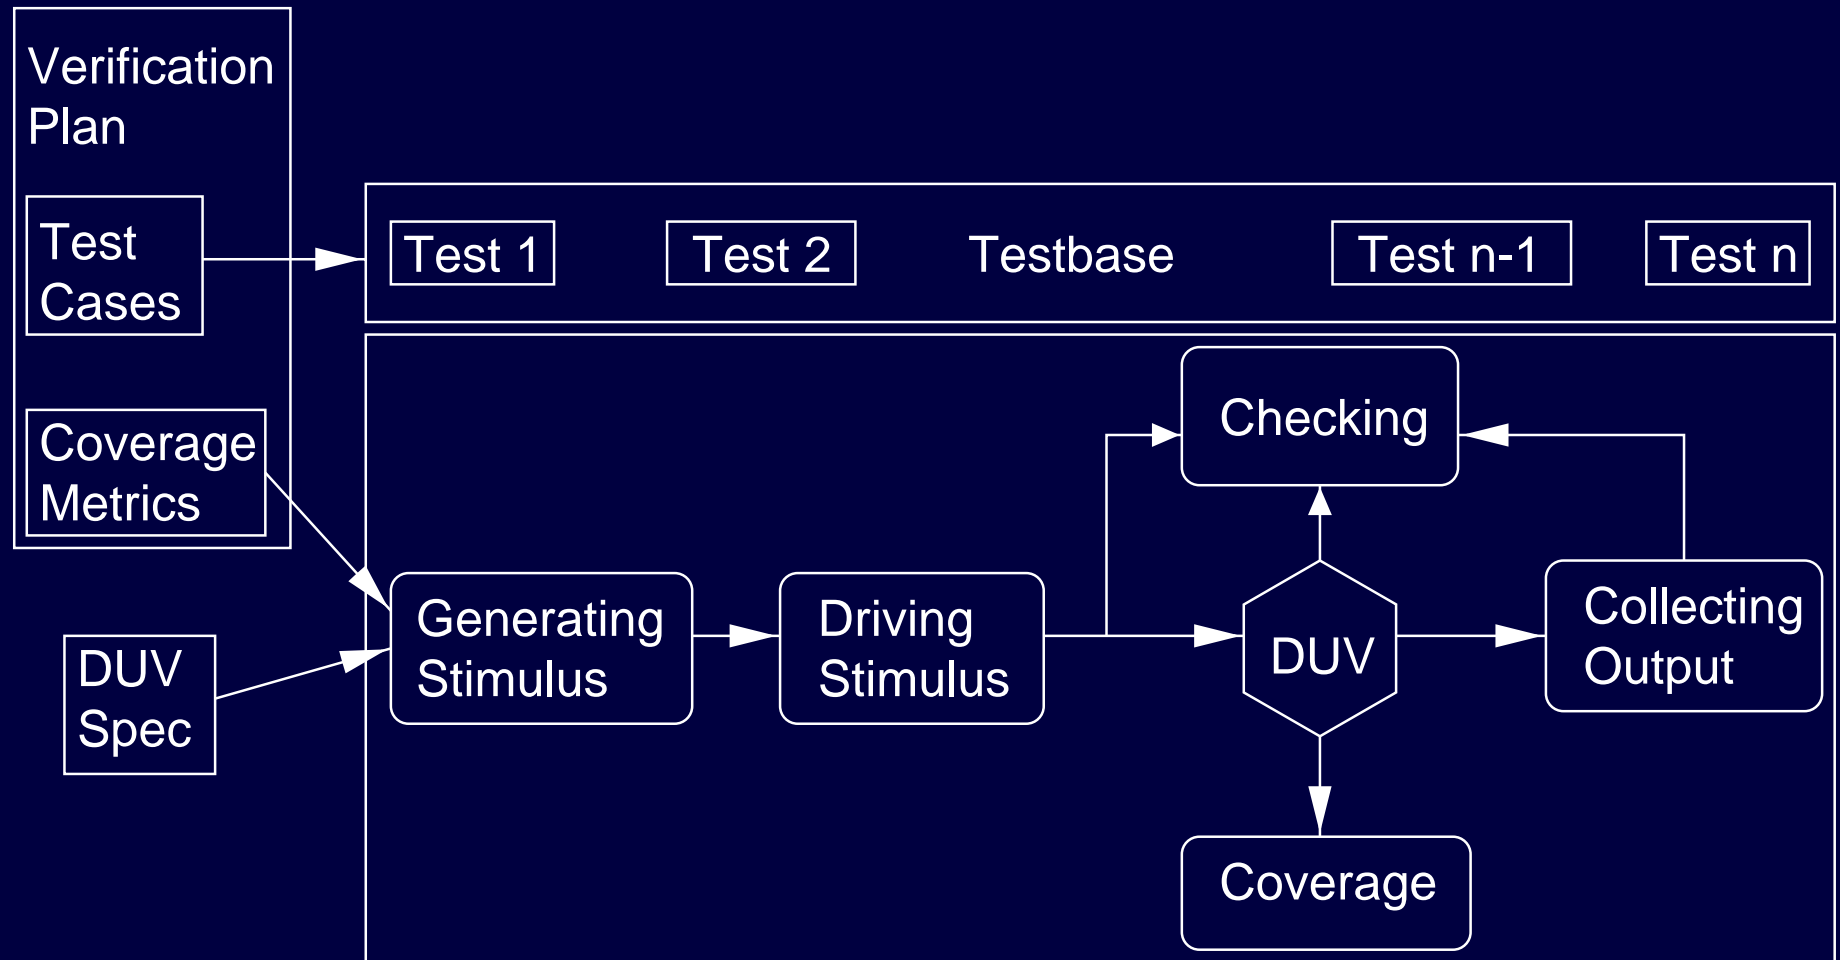 Verification
Plan
Test
Cases
Test 1
Test 2
Testbase
Test n-1
Test n
Coverage
Metrics
Checking
Generating
Stimulus
Driving
Stimulus
DUV
Collecting
Output
DUV
Spec
Coverage